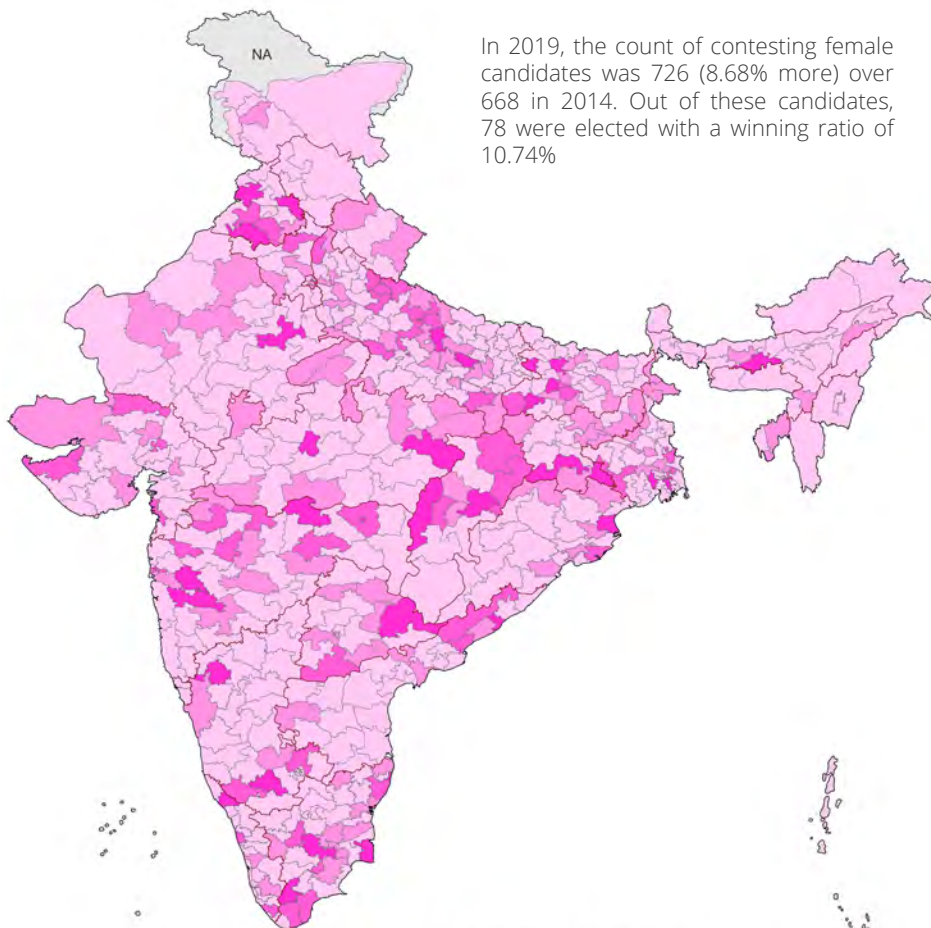 NA
In 2019, the count of contesting female
candidates was 726 (8.68% more) over
668 in 2014. Out of these candidates,
78 were elected with a winning ratio of
10.74%